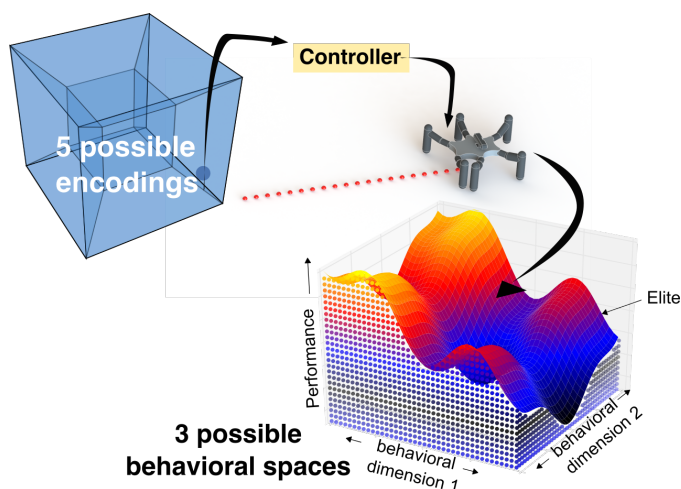 Controller
5 possible
encodings
Elite
Performance
behavioral
dimension 1
behavioral
dimension 2
3 possible
behavioral spaces